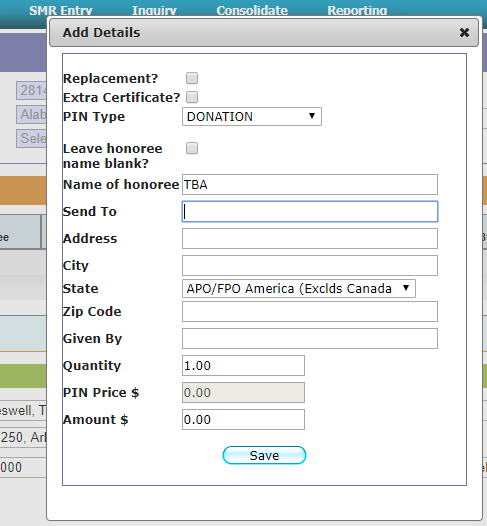 SMR Entry Inquiry Consolidate Reporting
Add Details
Replacement?
2814
Extra Certificate?
Alab
PIN Type DONATION
Sele
Leave honoree
name blank?
Name of honoree TBA
Send To
ee
Address
City
State APO/FPO America (Exclds Canada
Zip Code
Given By
Quantity 1.00
PIN Price $ 0.00
eswell, T
Amount $ 0.00
250, Arl
Save
000